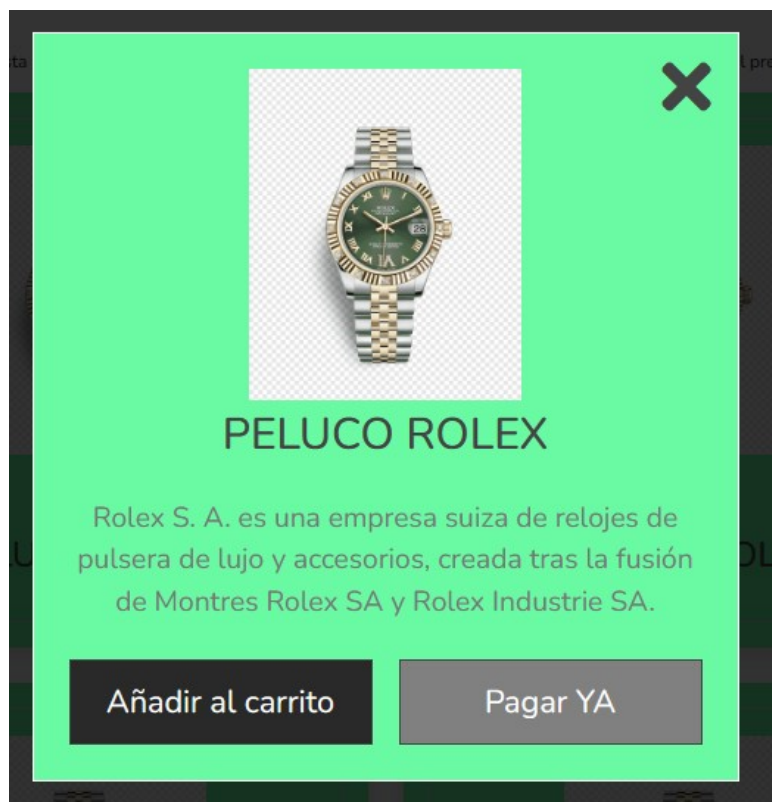 PELUCO ROLEX
Rolex S. A. es una empresa suiza de relojes de
pulsera de lujo y accesorios, creada tras la fusión
de Montres Rolex SA y Rolex Industrie SA.
Añadir al carrito
Pagar YA